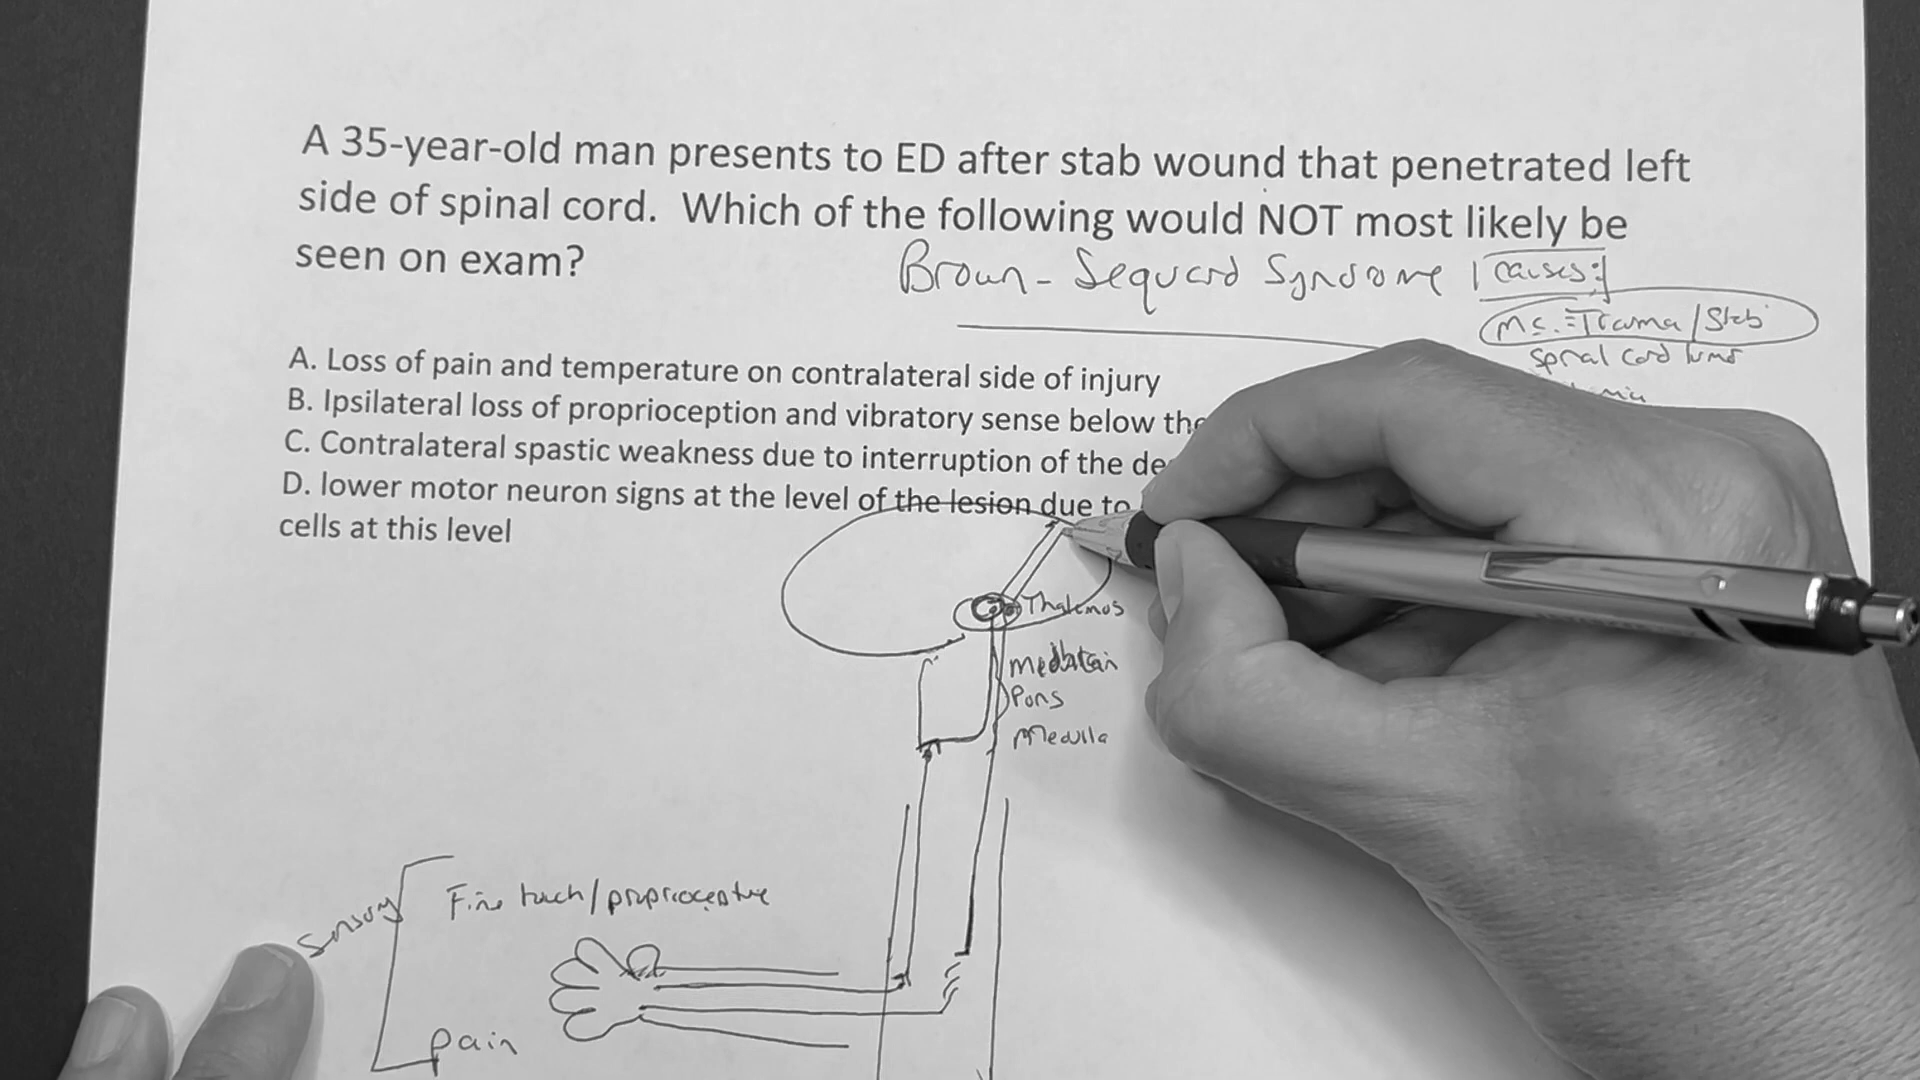 A 35-year-old man presents to ED after stab wound that penetrated left
side of spinal cord. Which of the following would NOT most likely be
seen on exam?
Brown-Sequard Syndrome | causes:
Mc. Trauma/Stab
spinal cord
A. Loss of pain and temperature on contralateral side of injury
B. Ipsilateral loss of proprioception and vibratory sense below the
C. Contralateral spastic weakness due to interruption of the de
D. lower motor neuron signs at the level of the lesion due to
cells at this level
Thalamus
Pons
Medulla
Sensory
Fine touch/proprioceptive
Pain